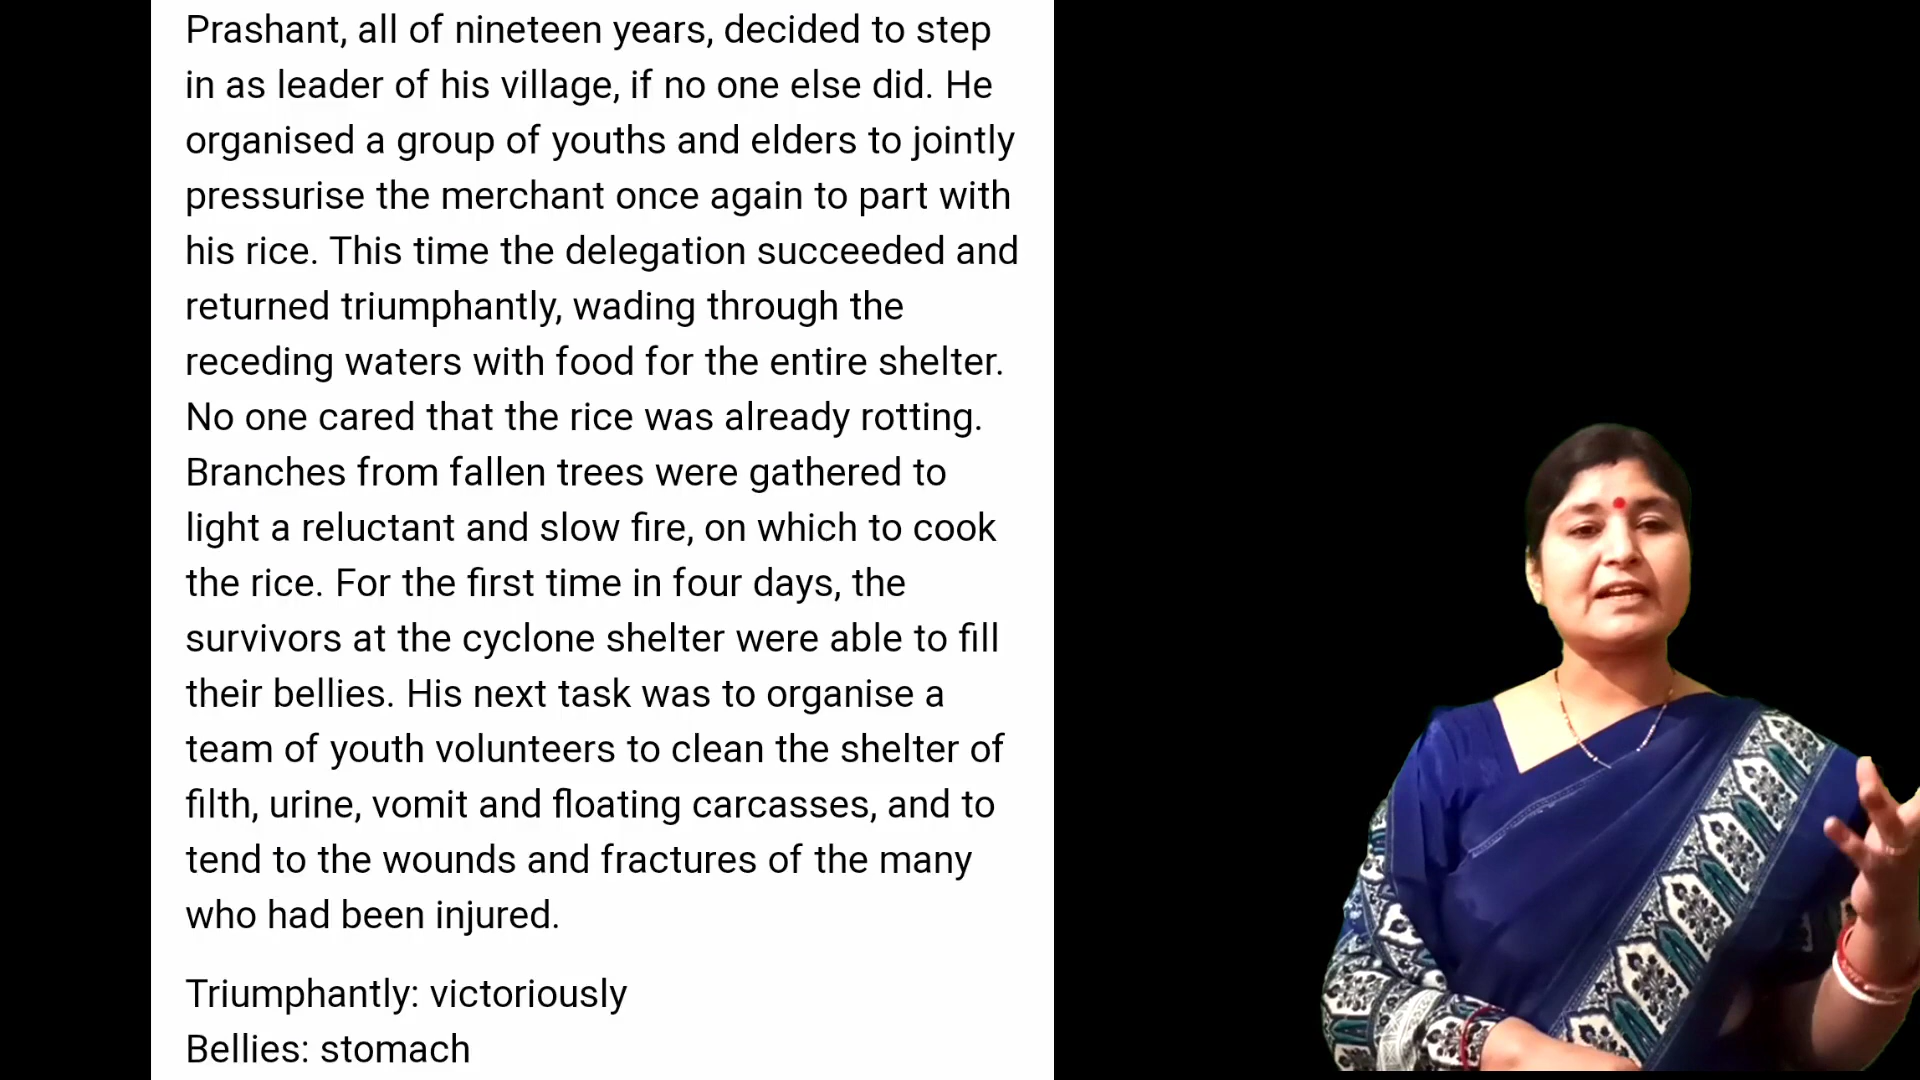 Prashant, all of nineteen years, decided to step
in as leader of his village, if no one else did. He
organised a group of youths and elders to jointly
pressurise the merchant once again to part with
his rice. This time the delegation succeeded and
returned triumphantly, wading through the
receding waters with food for the entire shelter.
No one cared that the rice was already rotting.
Branches from fallen trees were gathered to
light a reluctant and slow fire, on which to cook
the rice. For the first time in four days, the
survivors at the cyclone shelter were able to fill
their bellies. His next task was to organise a
team of youth volunteers to clean the shelter of
filth, urine, vomit and floating carcasses, and to
tend to the wounds and fractures of the many
who had been injured.
Triumphantly: victoriously
Bellies: stomach